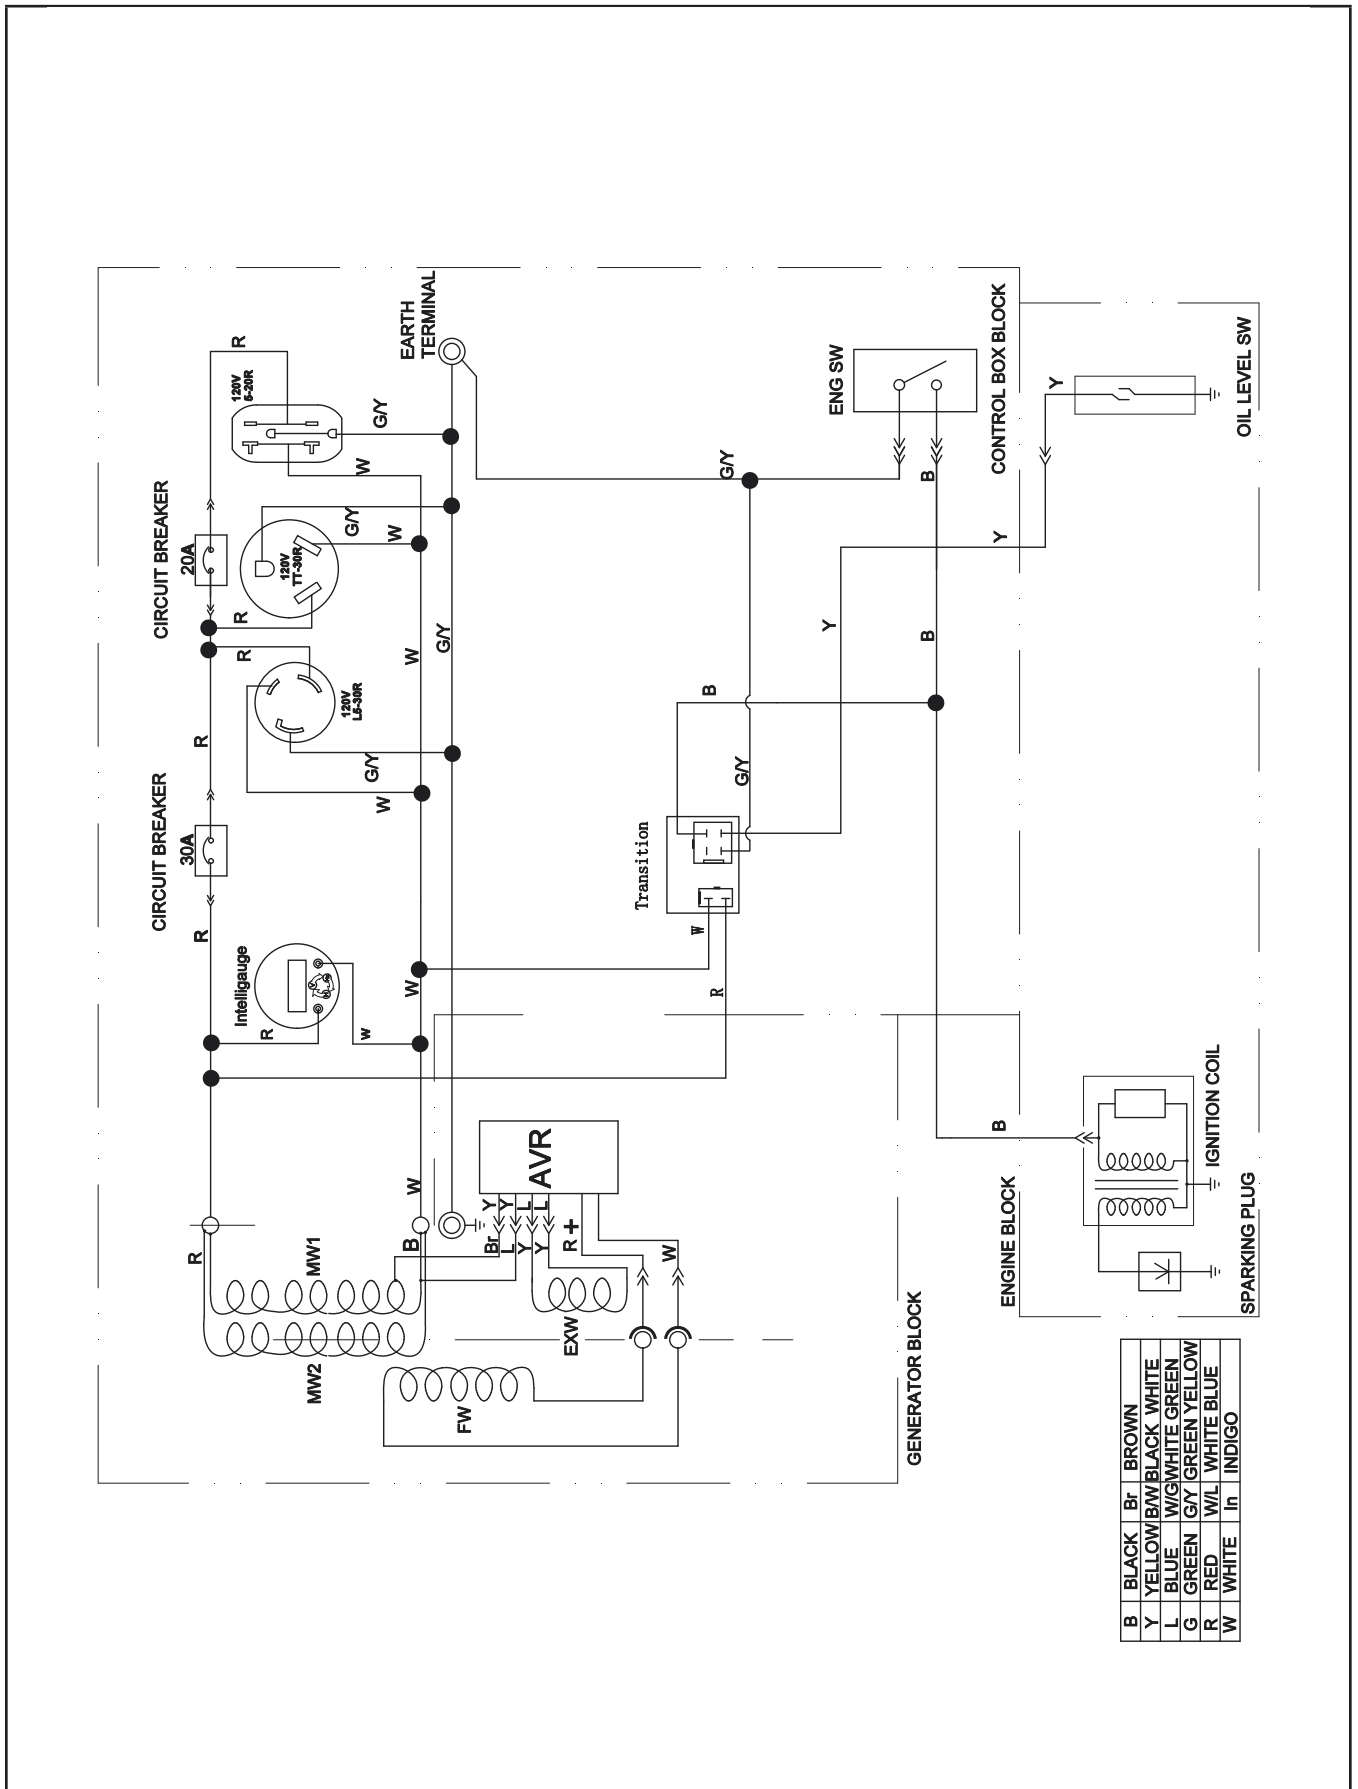 CIRCUIT BREAKER
30A
CIRCUIT BREAKER
20A
R
R
R
R
R
R
R
Intelligauge
W
120V
L5-30R
120V
TT-30R
120V
5-20R
G/Y
W
G/Y
W
G/Y
W
W
W
W
G/Y
EARTH
TERMINAL
R
MW1
MW2
B
FW
EXW
Br
L
Y
Y
R
+
W
Y
Y
L
L
AVR
Transition
W
R
B
G/Y
G/Y
Y
B
B
Y
ENG SW
CONTROL BOX BLOCK
GENERATOR BLOCK
ENGINE BLOCK
B
Y
OIL LEVEL SW
IGNITION COIL
SPARKING PLUG
B BLACK Br BROWN
Y YELLOW B/W BLACK WHITE
L BLUE W/G WHITE GREEN
G GREEN G/Y GREEN YELLOW
R RED W/L WHITE BLUE
W WHITE In INDIGO